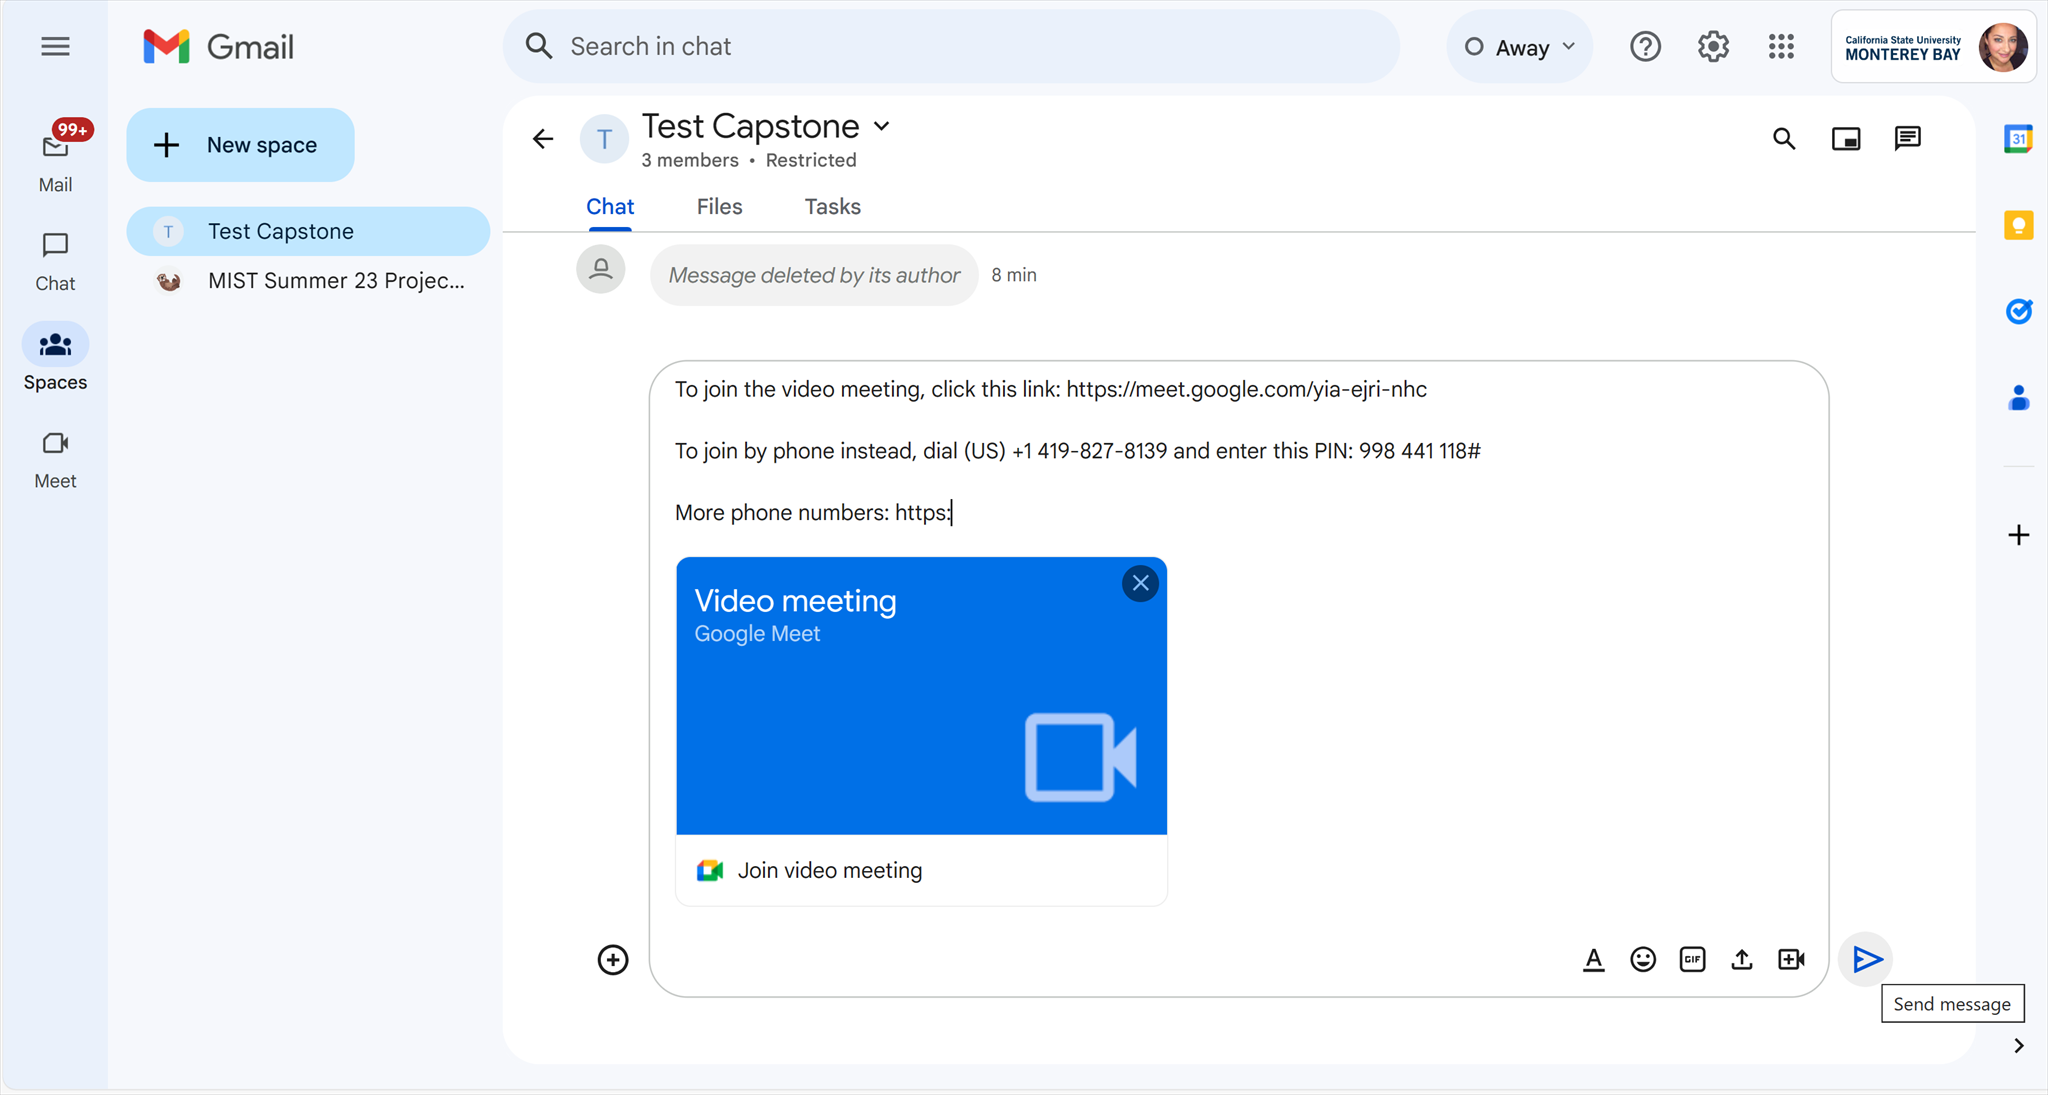 Gmail
Search in chat
Away
California State University
MONTEREY BAY
99+
Mail
Chat
Spaces
Meet
New space
T Test Capstone
MIST Summer 23 Projec...
T
Test Capstone
3 members • Restricted
Chat Files Tasks
Message deleted by its author 8 min
To join the video meeting, click this link: https://meet.google.com/yia-ejri-nhc
To join by phone instead, dial (US) +1 419-827-8139 and enter this PIN: 998 441 118#
More phone numbers: https:
Video meeting
Google Meet
Join video meeting
A GIF
Send message
31